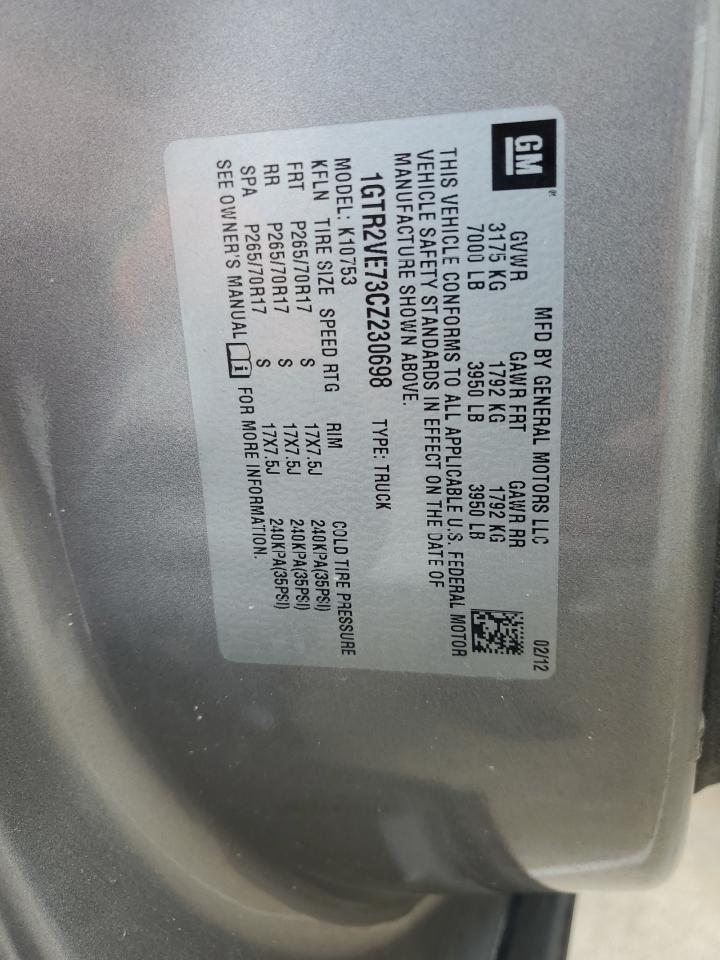 GM
MFD BY GENERAL MOTORS LLC 02/12
GVWR GAWR FRT GAWR RR
3175 KG 1792 KG 1792 KG
7000 LB 3950 LB 3950 LB
THIS VEHICLE CONFORMS TO ALL APPLICABLE U.S. FEDERAL MOTOR
VEHICLE SAFETY STANDARDS IN EFFECT ON THE DATE OF
MANUFACTURE SHOWN ABOVE.
1GTR2VE73CZ230698 TYPE: TRUCK
MODEL: K10753
KFLN TIRE SIZE SPEED RTG RIM COLD TIRE PRESSURE
FRT P265/70R17 S 17X7.5J 240KPA(35PSI)
RR P265/70R17 S 17X7.5J 240KPA(35PSI)
SPA P265/70R17 S 17X7.5J 240KPA(35PSI)
SEE OWNER'S MANUAL i FOR MORE INFORMATION.